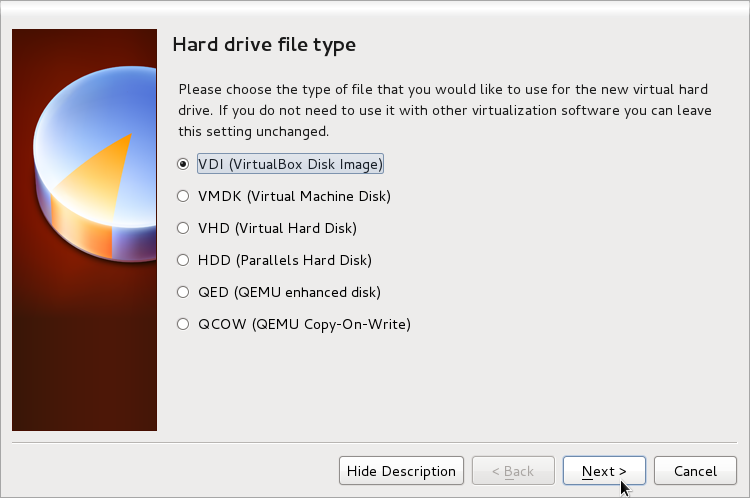 Hard drive file type
Please choose the type of file that you would like to use for the new virtual hard
drive. If you do not need to use it with other virtualization software you can leave
this setting unchanged.
VDI (VirtualBox Disk Image)
VMDK (Virtual Machine Disk)
VHD (Virtual Hard Disk)
HDD (Parallels Hard Disk)
QED (QEMU enhanced disk)
QCOW (QEMU Copy-On-Write)
Hide Description < Back Next > Cancel